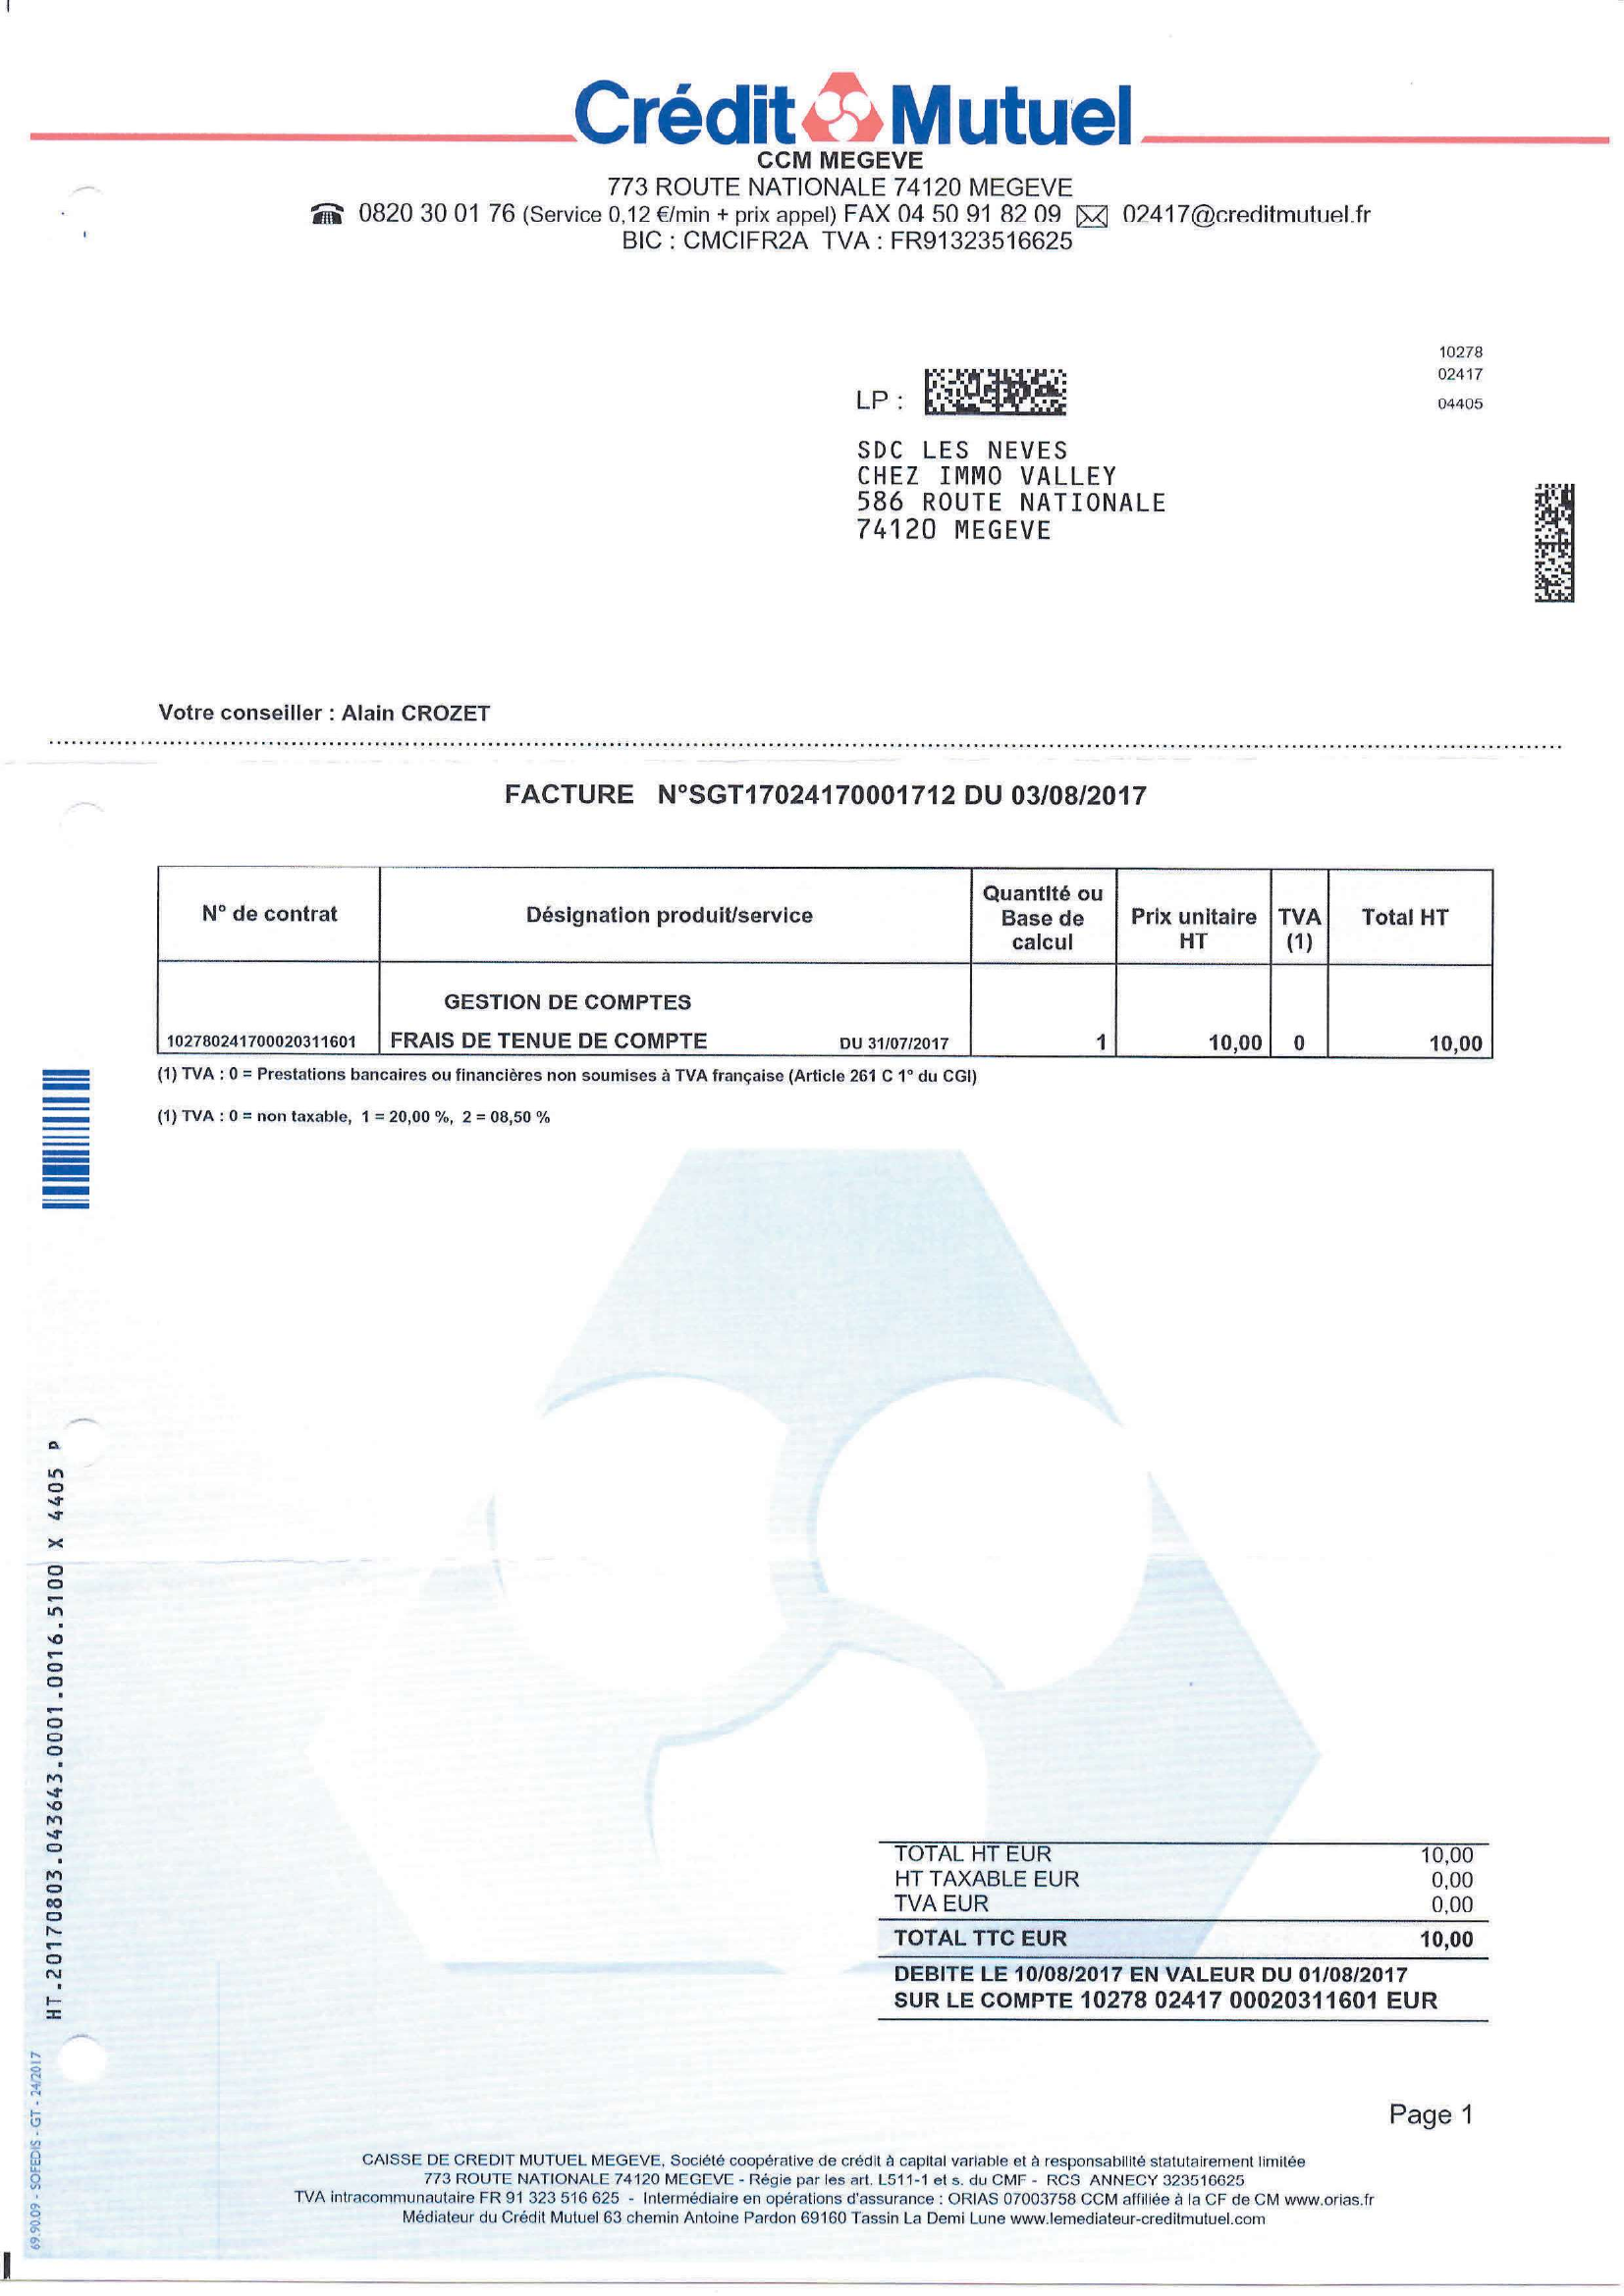 Crédit Mutuel
CCM MEGEVE
773 ROUTE NATIONALE 74120 MEGEVE
0820 30 01 76 (Service 0,12 €/min + prix appel) FAX 04 50 91 82 09 02417@creditmutuel.fr
BIC : CMCIFR2A TVA : FR91323516625
10278
02417
04405
LP :
SDC LES NEVES
CHEZ IMMO VALLEY
586 ROUTE NATIONALE
74120 MEGEVE
Votre conseiller : Alain CROZET
FACTURE N°SGT17024170001712 DU 03/08/2017
N° de contrat Désignation produit/service Quantité ou Base de calcul Prix unitaire HT TVA (1) Total HT
GESTION DE COMPTES
102780241700020311601 FRAIS DE TENUE DE COMPTE DU 31/07/2017 1 10,00 0 10,00
(1) TVA : 0 = Prestations bancaires ou financières non soumises à TVA française (Article 261 C 1° du CGI)
(1) TVA : 0 = non taxable, 1 = 20,00 %, 2 = 08,50 %
HT.20170803.043643.0001.0016.5100 X 4405 P
69.90.09 - SOFEDIS - GT - 24/2017
TOTAL HT EUR 10,00
HT TAXABLE EUR 0,00
TVA EUR 0,00
TOTAL TTC EUR 10,00
DEBITE LE 10/08/2017 EN VALEUR DU 01/08/2017
SUR LE COMPTE 10278 02417 00020311601 EUR
Page 1
CAISSE DE CREDIT MUTUEL MEGEVE, Société coopérative de crédit à capital variable et à responsabilité statutairement limitée
773 ROUTE NATIONALE 74120 MEGEVE - Régie par les art. L511-1 et s. du CMF - RCS ANNECY 323516625
TVA intracommunautaire FR 91 323 516 625 - Intermédiaire en opérations d'assurance : ORIAS 07003758 CCM affiliée à la CF de CM www.orias.fr
Médiateur du Crédit Mutuel 63 chemin Antoine Pardon 69160 Tassin La Demi Lune www.lemediateur-creditmutuel.com